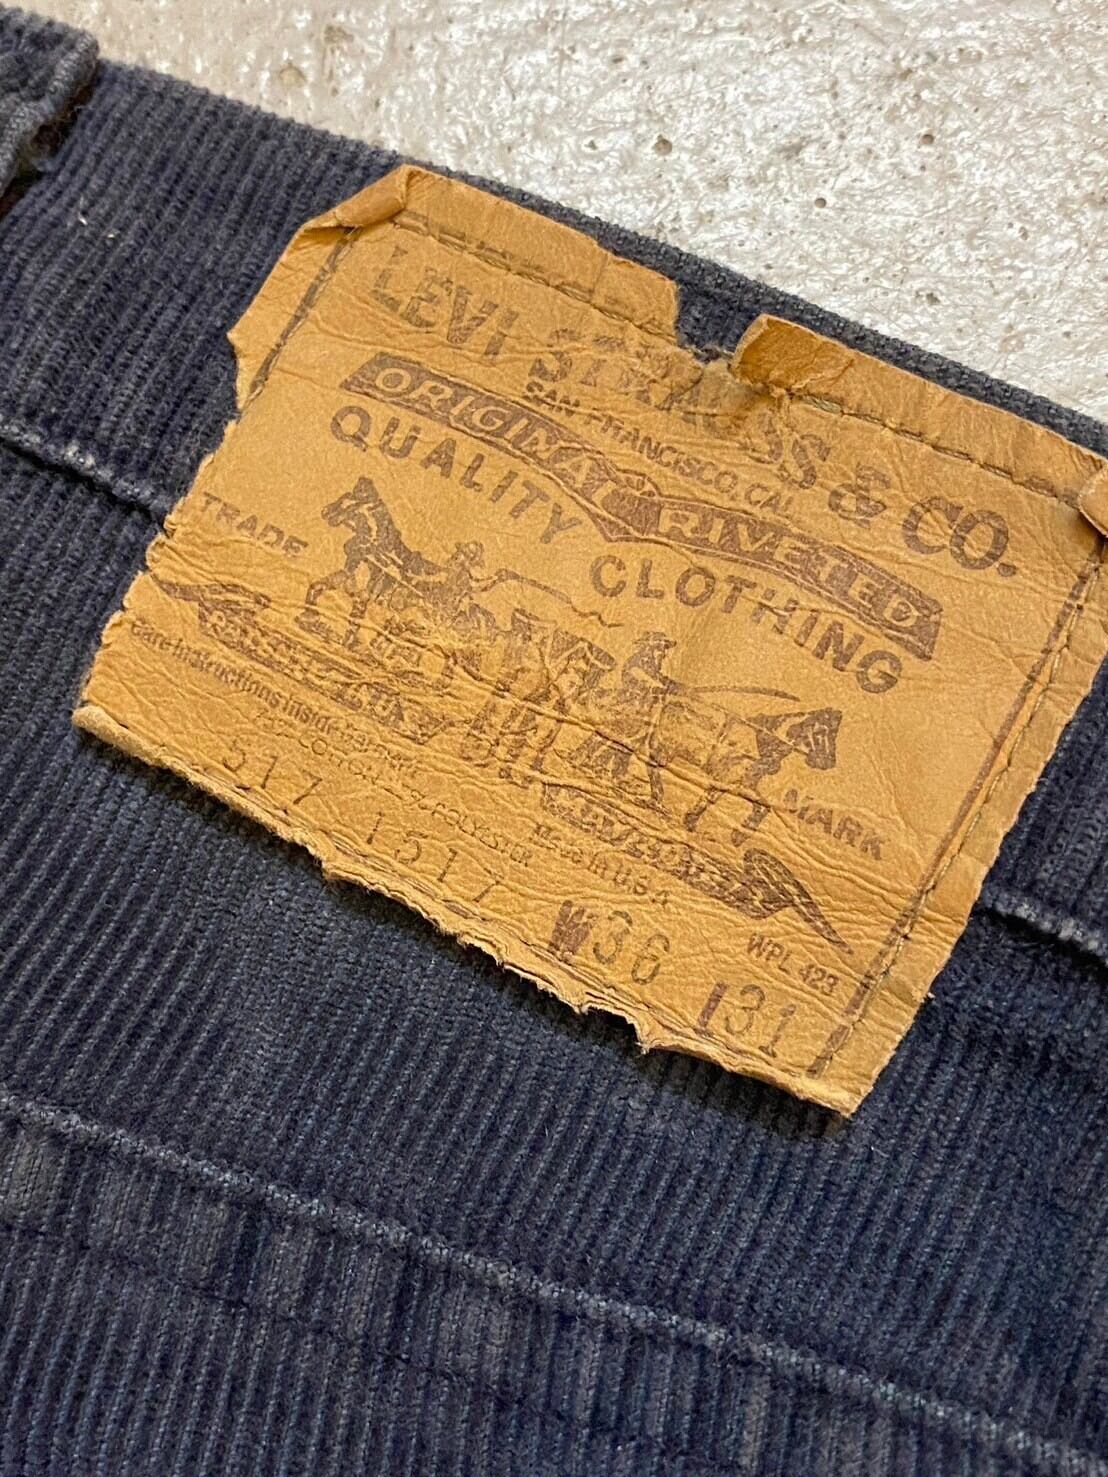 LEVI STRAUSS & CO.
SAN FRANCISCO, CAL.
ORIGINAL RIVETED
QUALITY CLOTHING
TRADE MARK
care instructions inside garment
COTTON POLYESTER
Made in U.S.A.
WPL 423
517 1517 W36 L31